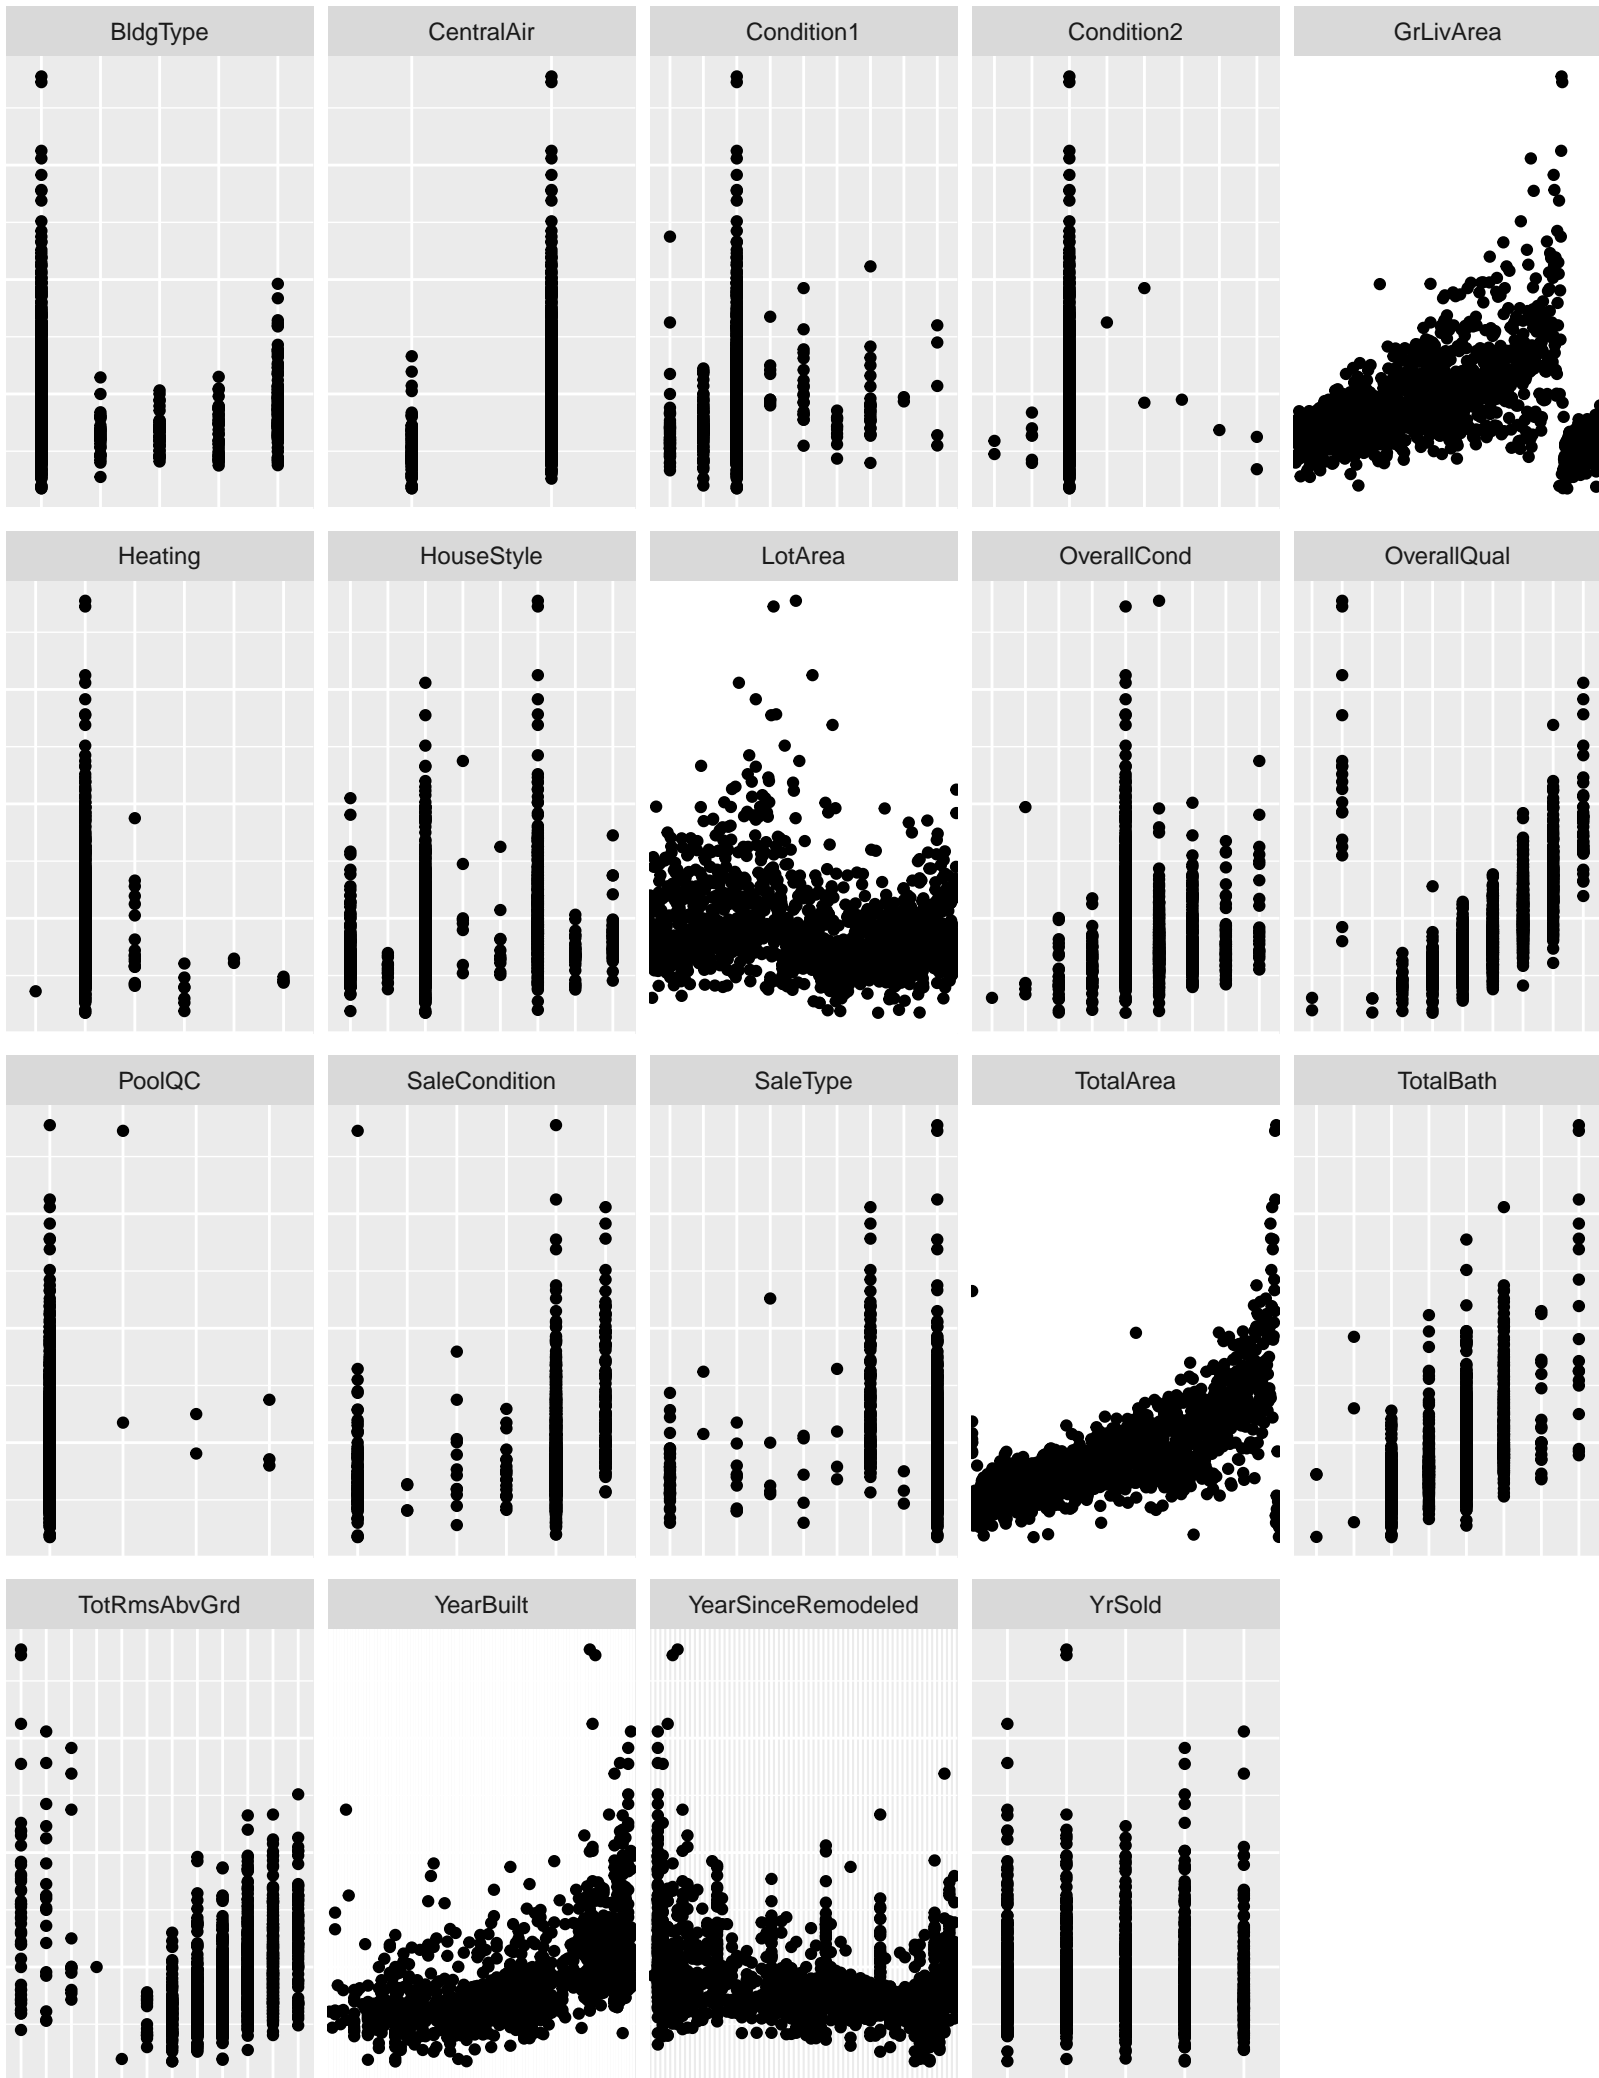 BldgType
CentralAir
Condition1
Condition2
GrLivArea
Heating
HouseStyle
LotArea
OverallCond
OverallQual
PoolQC
SaleCondition
SaleType
TotalArea
TotalBath
TotRmsAbvGrd
YearBuilt
YearSinceRemodeled
YrSold